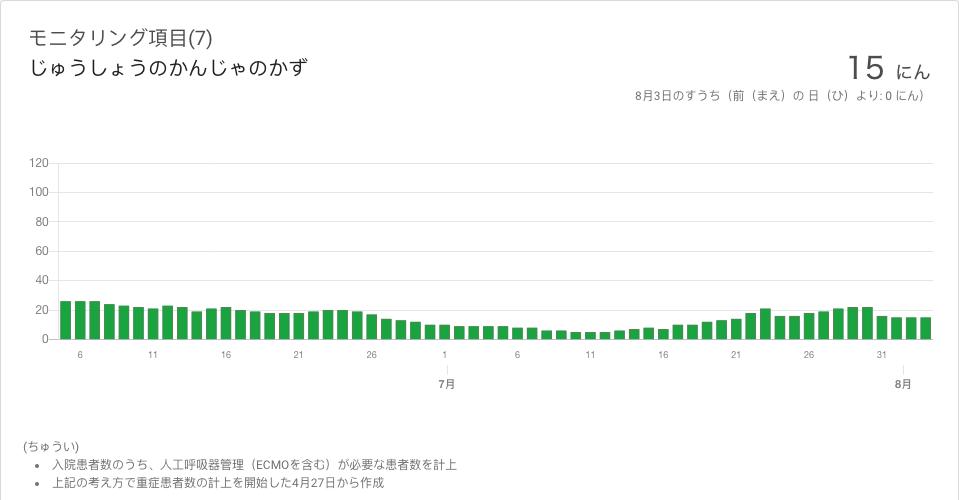 モニタリング項目(7)
じゅうしょうのかんじゃのかず
15 にん
8月3日のすうち（前（まえ）の 日（ひ）より: 0 にん）
120
100
80
60
40
20
0
6 11 16 21 26 1 6 11 16 21 26 31
7月 8月
(ちゅうい)
• 入院患者数のうち、人工呼吸器管理（ECMOを含む）が必要な患者数を計上
• 上記の考え方で重症患者数の計上を開始した4月27日から作成